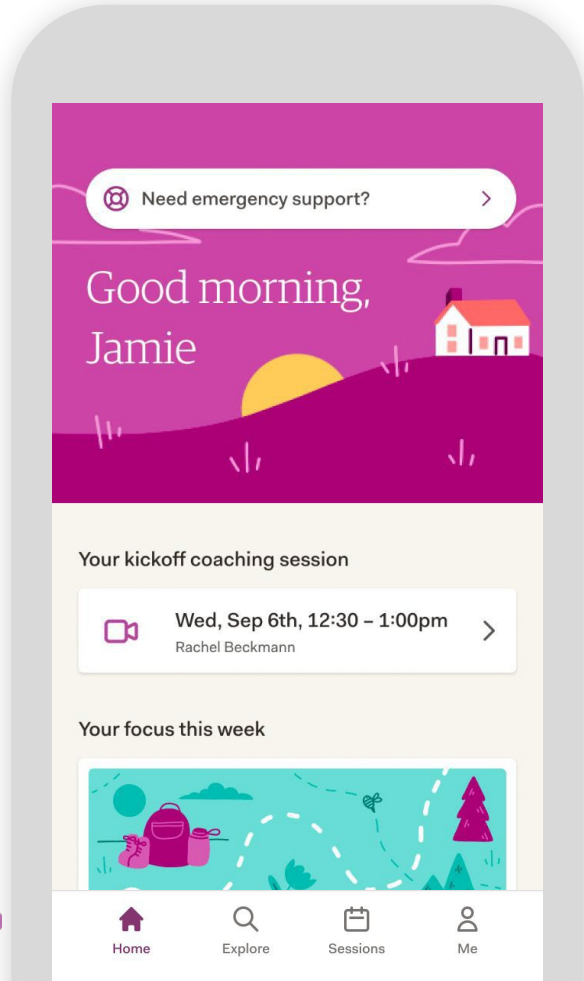 Need emergency support?
Good morning,
Jamie
Your kickoff coaching session
Wed, Sep 6th, 12:30 – 1:00pm
Rachel Beckmann
Your focus this week
Home
Explore
Sessions
Me